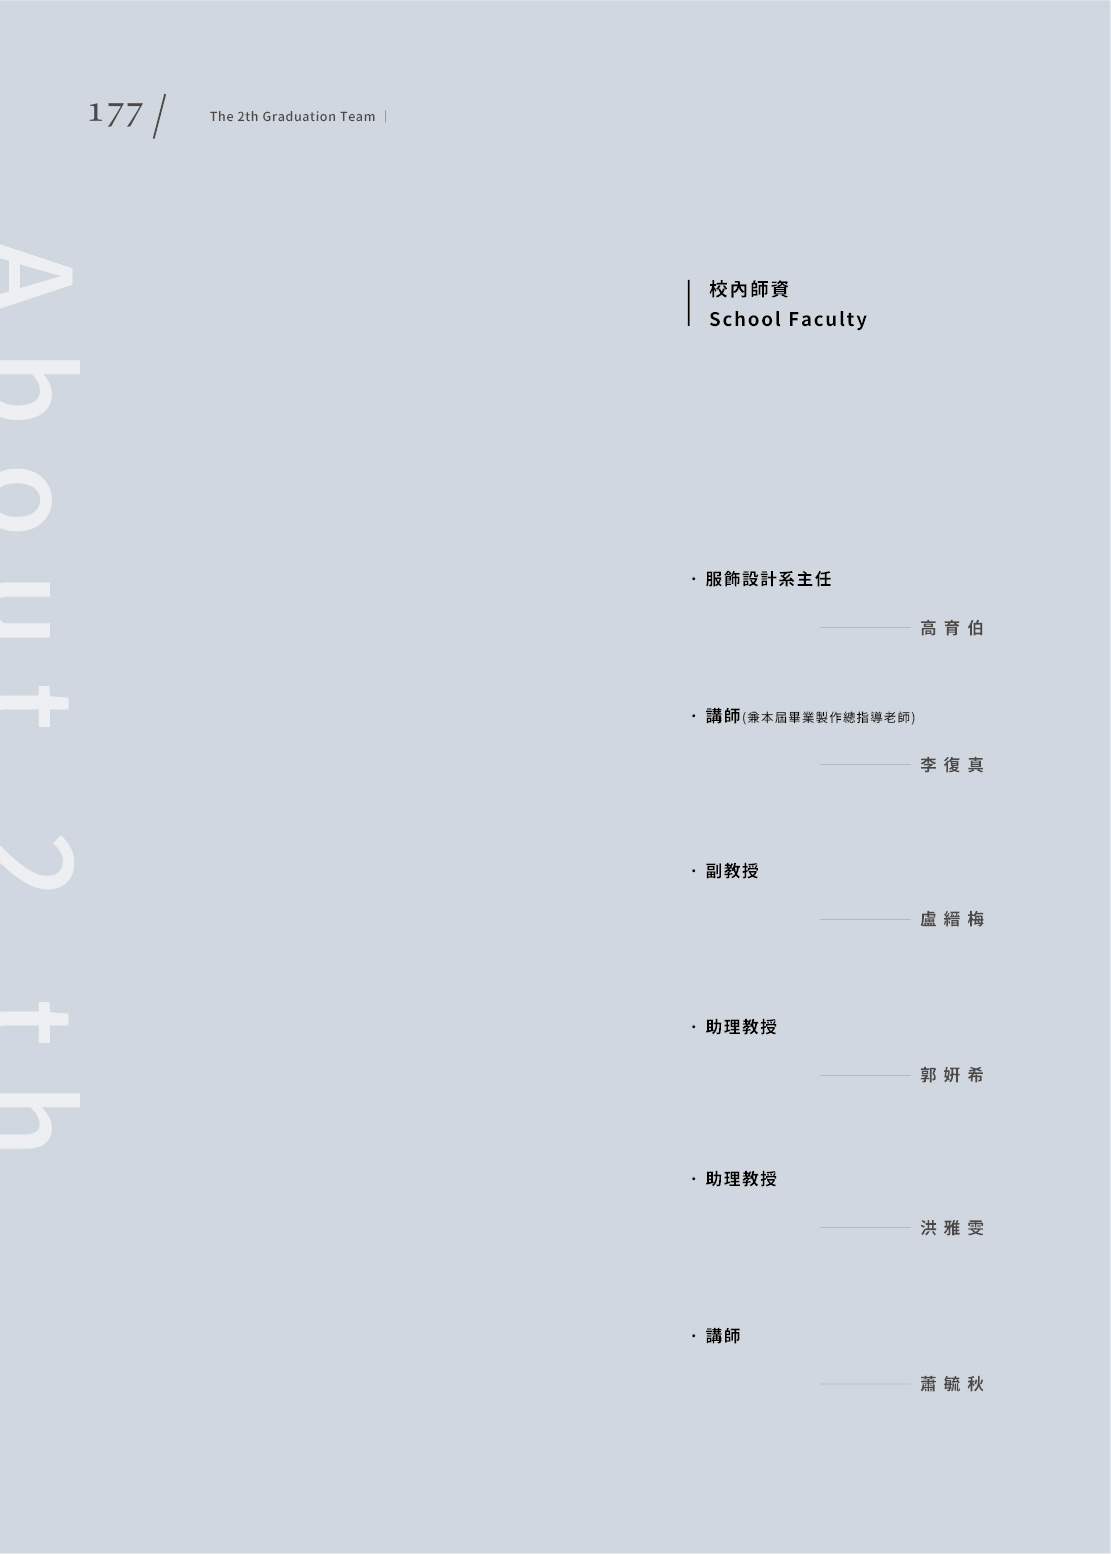 177/
The 2th Graduation Team |
About 2th
校內師資
School Faculty
· 服飾設計系主任
高育伯
· 講師(兼本屆畢業製作總指導老師)
李復真
· 副教授
盧縉梅
· 助理教授
郭妍希
· 助理教授
洪雅雯
· 講師
蕭毓秋